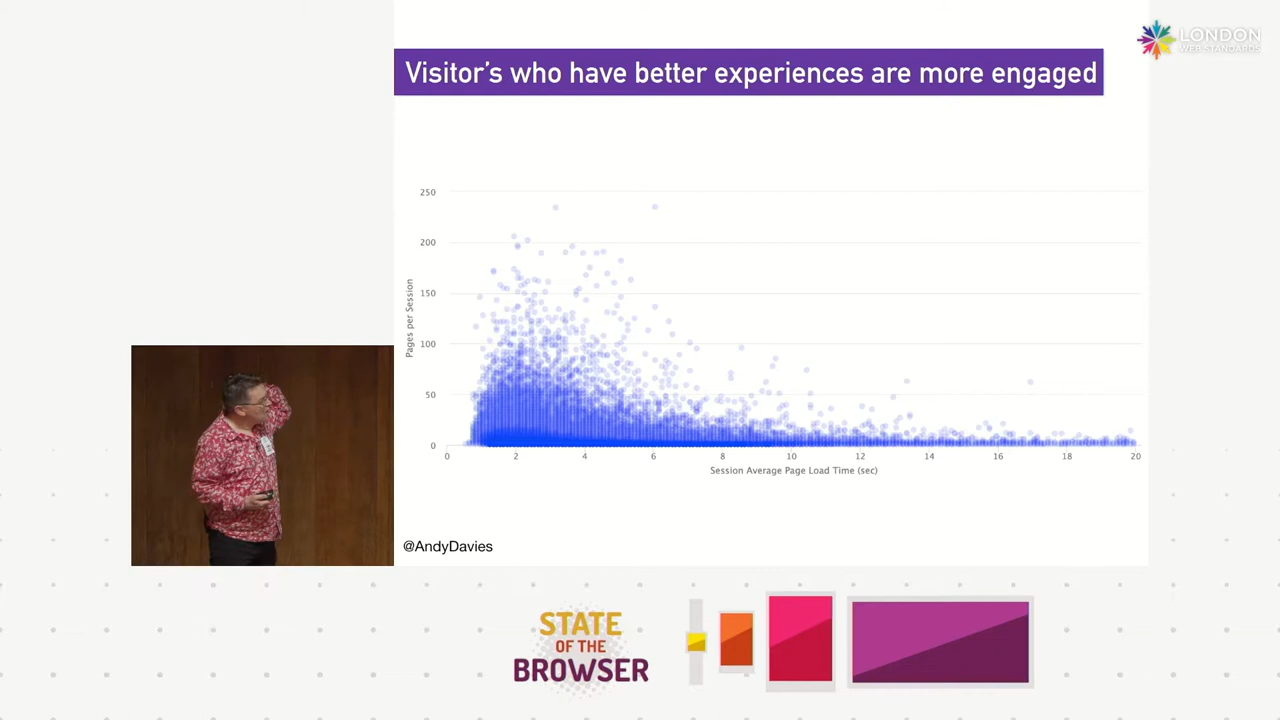 LONDON
WEB STANDARDS
Visitor's who have better experiences are more engaged
250
200
150
100
50
0
Pages per Session
0 2 4 6 8 10 12 14 16 18 20
Session Average Page Load Time (sec)
@AndyDavies
STATE
OF THE
BROWSER